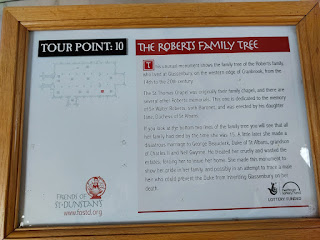 TOUR POINT: 10
THE ROBERTS FAMILY TREE
This unusual monument shows the family tree of the Roberts family,
who lived at Glassenbury, on the western edge of Cranbrook, from the
14th to the 20th century.
The St Thomas Chapel was originally their family chapel, and there are
several other Roberts memorials. This one is dedicated to the memory
of Sir Walter Roberts, sixth Baronet, and was erected by his daughter
Jane, Duchess of St Albans.
If you look at the bottom two lines of the family tree you will see that all
her family had died by the time she was 15. A little later she made a
disastrous marriage to George Beauclerk, Duke of St Albans, grandson
of Charles II and Nell Gwynne. He treated her cruelly and wasted the
estates, forcing her to leave her home. She made this monument to
show her pride in her family, and possibly in an attempt to trace a male
heir who could prevent the Duke from inheriting Glassenbury on her
death.
FRIENDS OF
ST·DUNSTAN'S
www.fostd.org
LOTTERY FUNDED